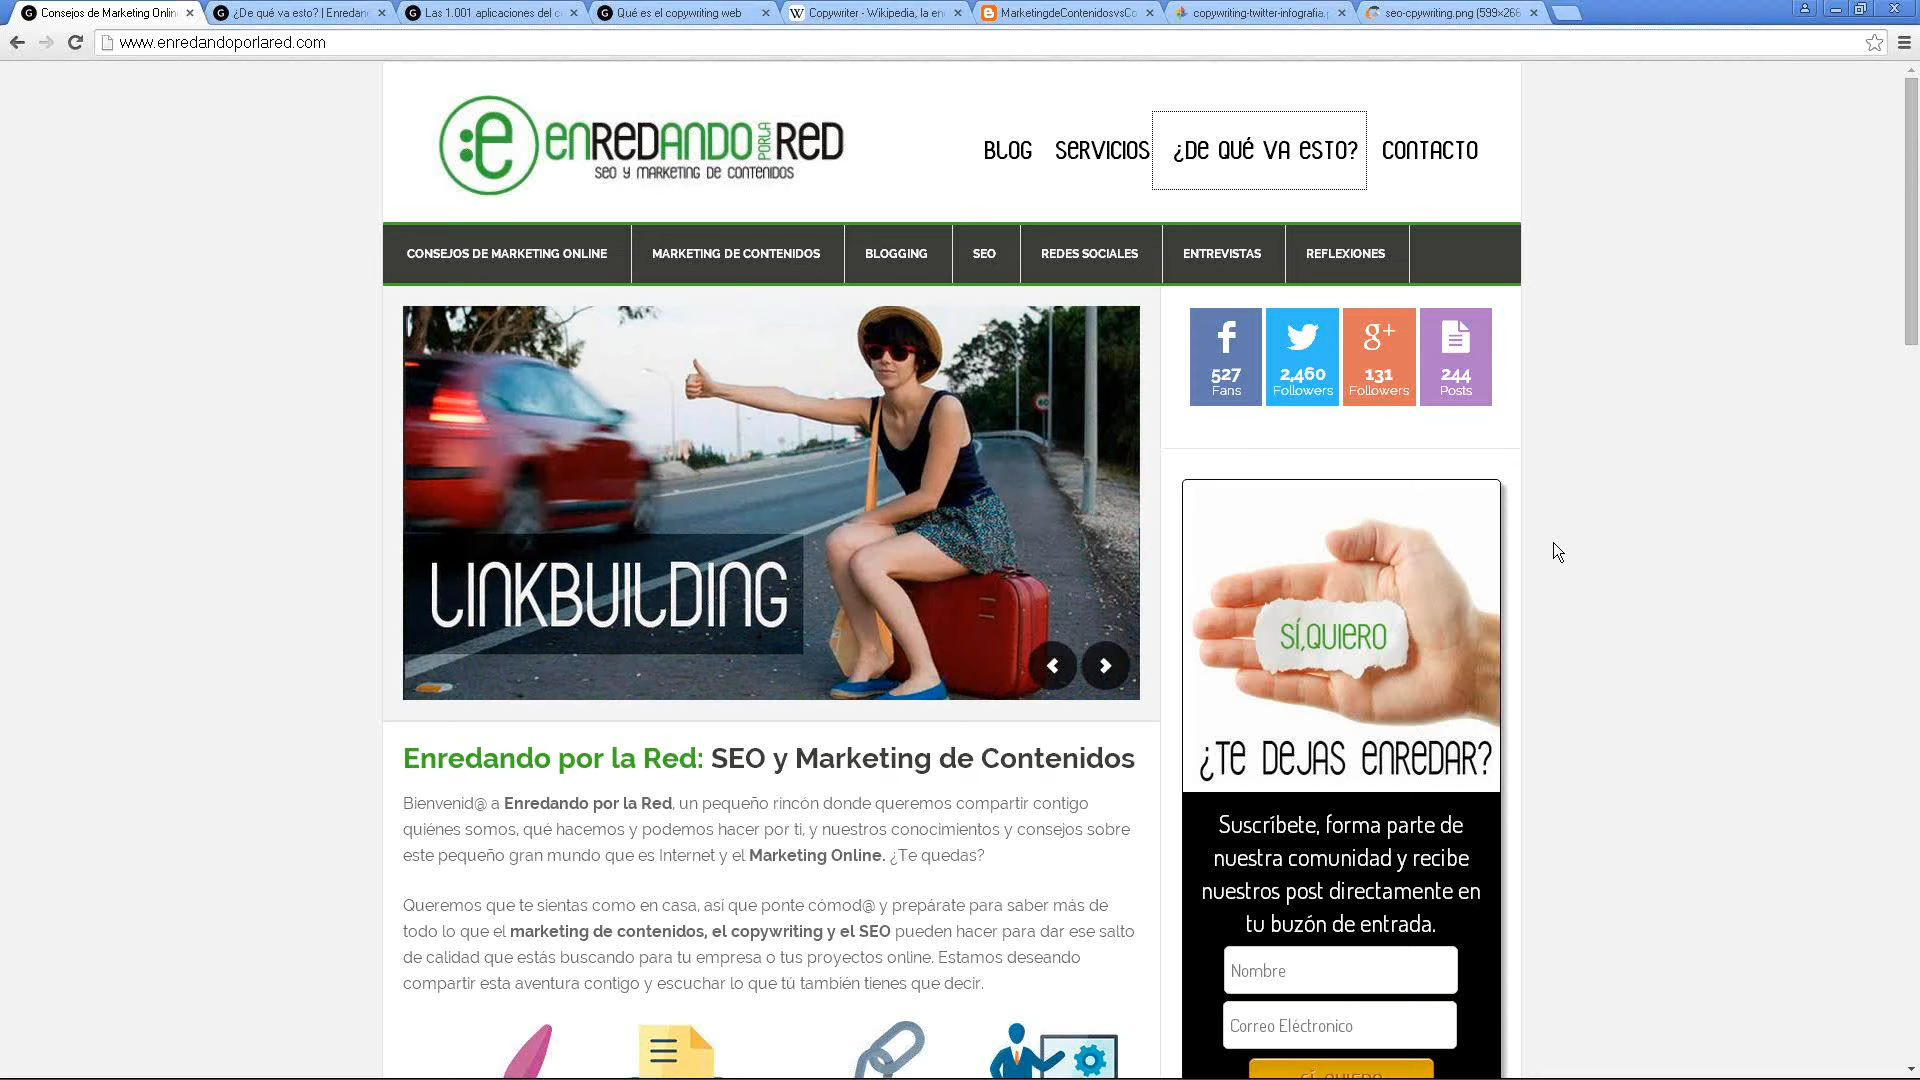 Consejos de Marketing Onlin
¿De qué va esto? | Enredan
Las 1.001 aplicaciones del c
Qué es el copywriting web
Copywriter - Wikipedia, la en
MarketingdeContenidosvsCo
copywriting-twitter-infografia.
seo-cpywriting.png (599×266
www.enredandoporlared.com
ENREDANDO POR LA RED
SEO Y MARKETING DE CONTENIDOS
BLOG
SERVICIOS
¿DE QUÉ VA ESTO?
CONTACTO
CONSEJOS DE MARKETING ONLINE
MARKETING DE CONTENIDOS
BLOGGING
SEO
REDES SOCIALES
ENTREVISTAS
REFLEXIONES
LINKBUILDING
60
527
Fans
2,460
Followers
g+
131
Followers
244
Posts
SÍ, QUIERO
¿TE DEJAS ENREDAR?
Suscríbete, forma parte de
nuestra comunidad y recibe
nuestros post directamente en
tu buzón de entrada.
Nombre
Correo Eléctronico
SÍ, QUIERO
Enredando por la Red: SEO y Marketing de Contenidos
Bienvenid@ a Enredando por la Red, un pequeño rincón donde queremos compartir contigo
quiénes somos, qué hacemos y podemos hacer por ti, y nuestros conocimientos y consejos sobre
este pequeño gran mundo que es Internet y el Marketing Online. ¿Te quedas?
Queremos que te sientas como en casa, así que ponte cómod@ y prepárate para saber más de
todo lo que el marketing de contenidos, el copywriting y el SEO pueden hacer para dar ese salto
de calidad que estás buscando para tu empresa o tus proyectos online. Estamos deseando
compartir esta aventura contigo y escuchar lo que tú también tienes que decir.